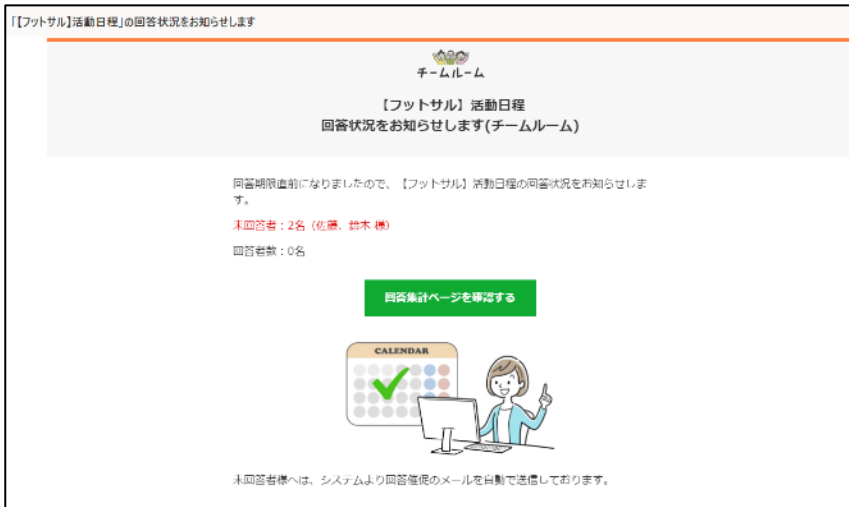 「【フットサル】活動日程」の回答状況をお知らせします
チームルーム
【フットサル】活動日程
回答状況をお知らせします(チームルーム)
回答期限直前になりましたので、【フットサル】活動日程の回答状況をお知らせしま
す。
未回答者：2名（佐藤、鈴木 様）
回答者数：0名
回答集計ページを確認する
CALENDAR
未回答者様へは、システムより回答催促のメールを自動で送信しております。